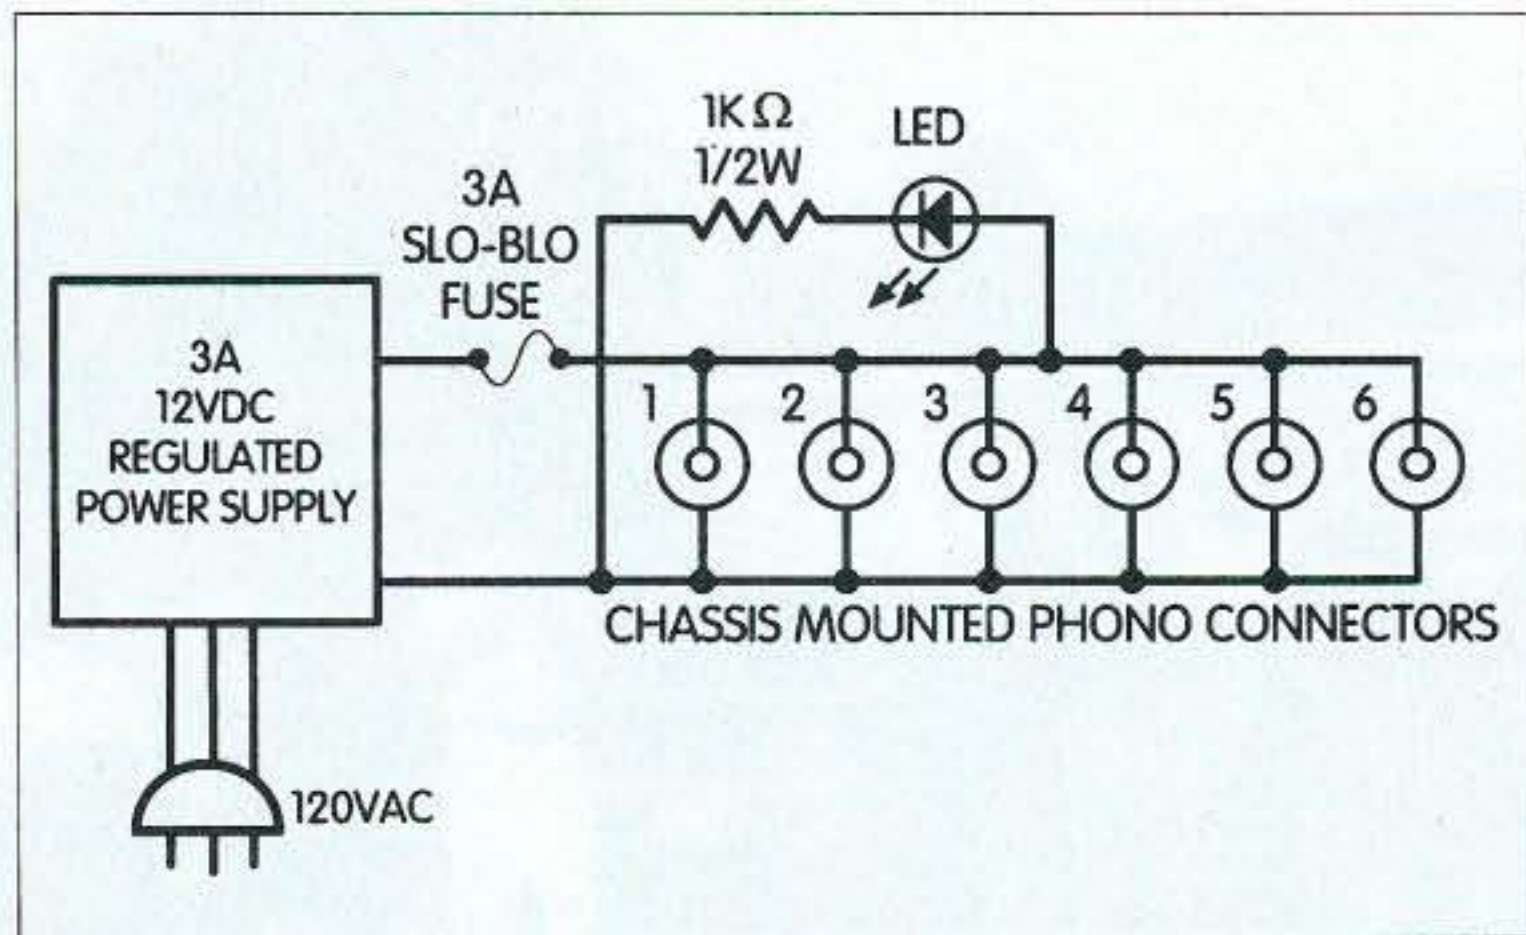 1K Ω
1/2W
LED
3A
SLO-BLO
FUSE
3A
12VDC
REGULATED
POWER SUPPLY
1
2
3
4
5
6
CHASSIS MOUNTED PHONO CONNECTORS
120VAC